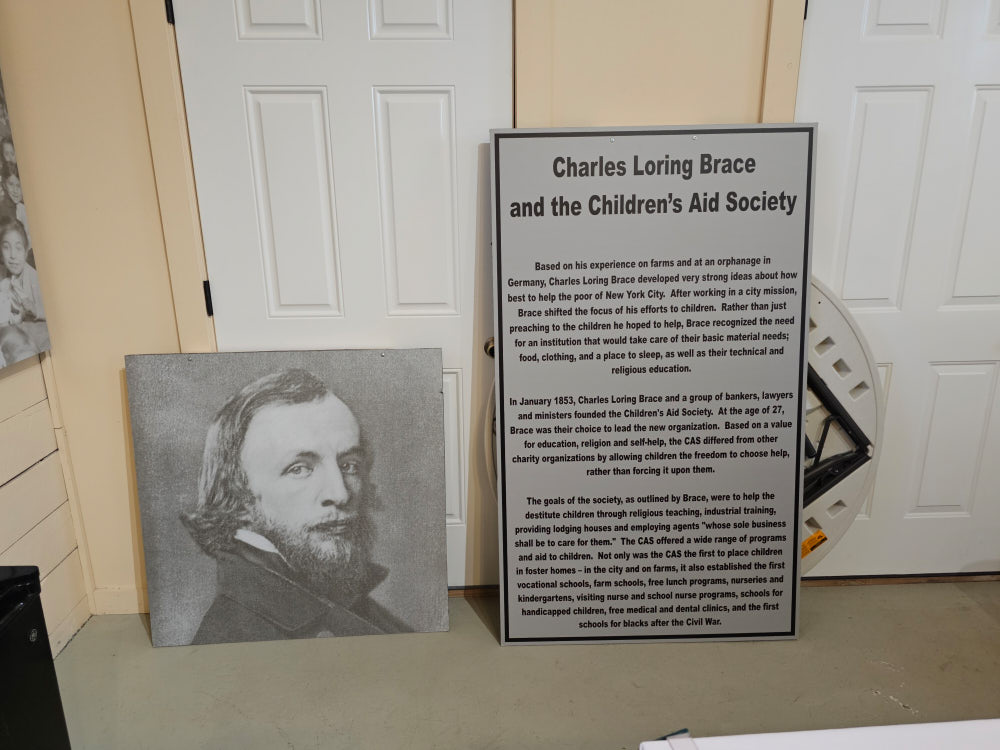 Charles Loring Brace
and the Children's Aid Society
Based on his experience on farms and at an orphanage in
Germany, Charles Loring Brace developed very strong ideas about how
best to help the poor of New York City. After working in a city mission,
Brace shifted the focus of his efforts to children. Rather than just
preaching to the children he hoped to help, Brace recognized the need
for an institution that would take care of their basic material needs;
food, clothing, and a place to sleep, as well as their technical and
religious education.
In January 1853, Charles Loring Brace and a group of bankers, lawyers
and ministers founded the Children's Aid Society. At the age of 27,
Brace was their choice to lead the new organization. Based on a value
for education, religion and self-help, the CAS differed from other
charity organizations by allowing children the freedom to choose help,
rather than forcing it upon them.
The goals of the society, as outlined by Brace, were to help the
destitute children through religious teaching, industrial training,
providing lodging houses and employing agents "whose sole business
shall be to care for them." The CAS offered a wide range of programs
and aid to children. Not only was the CAS the first to place children
in foster homes – in the city and on farms, it also established the first
vocational schools, farm schools, free lunch programs, nurseries and
kindergartens, visiting nurse and school nurse programs, schools for
handicapped children, free medical and dental clinics, and the first
schools for blacks after the Civil War.